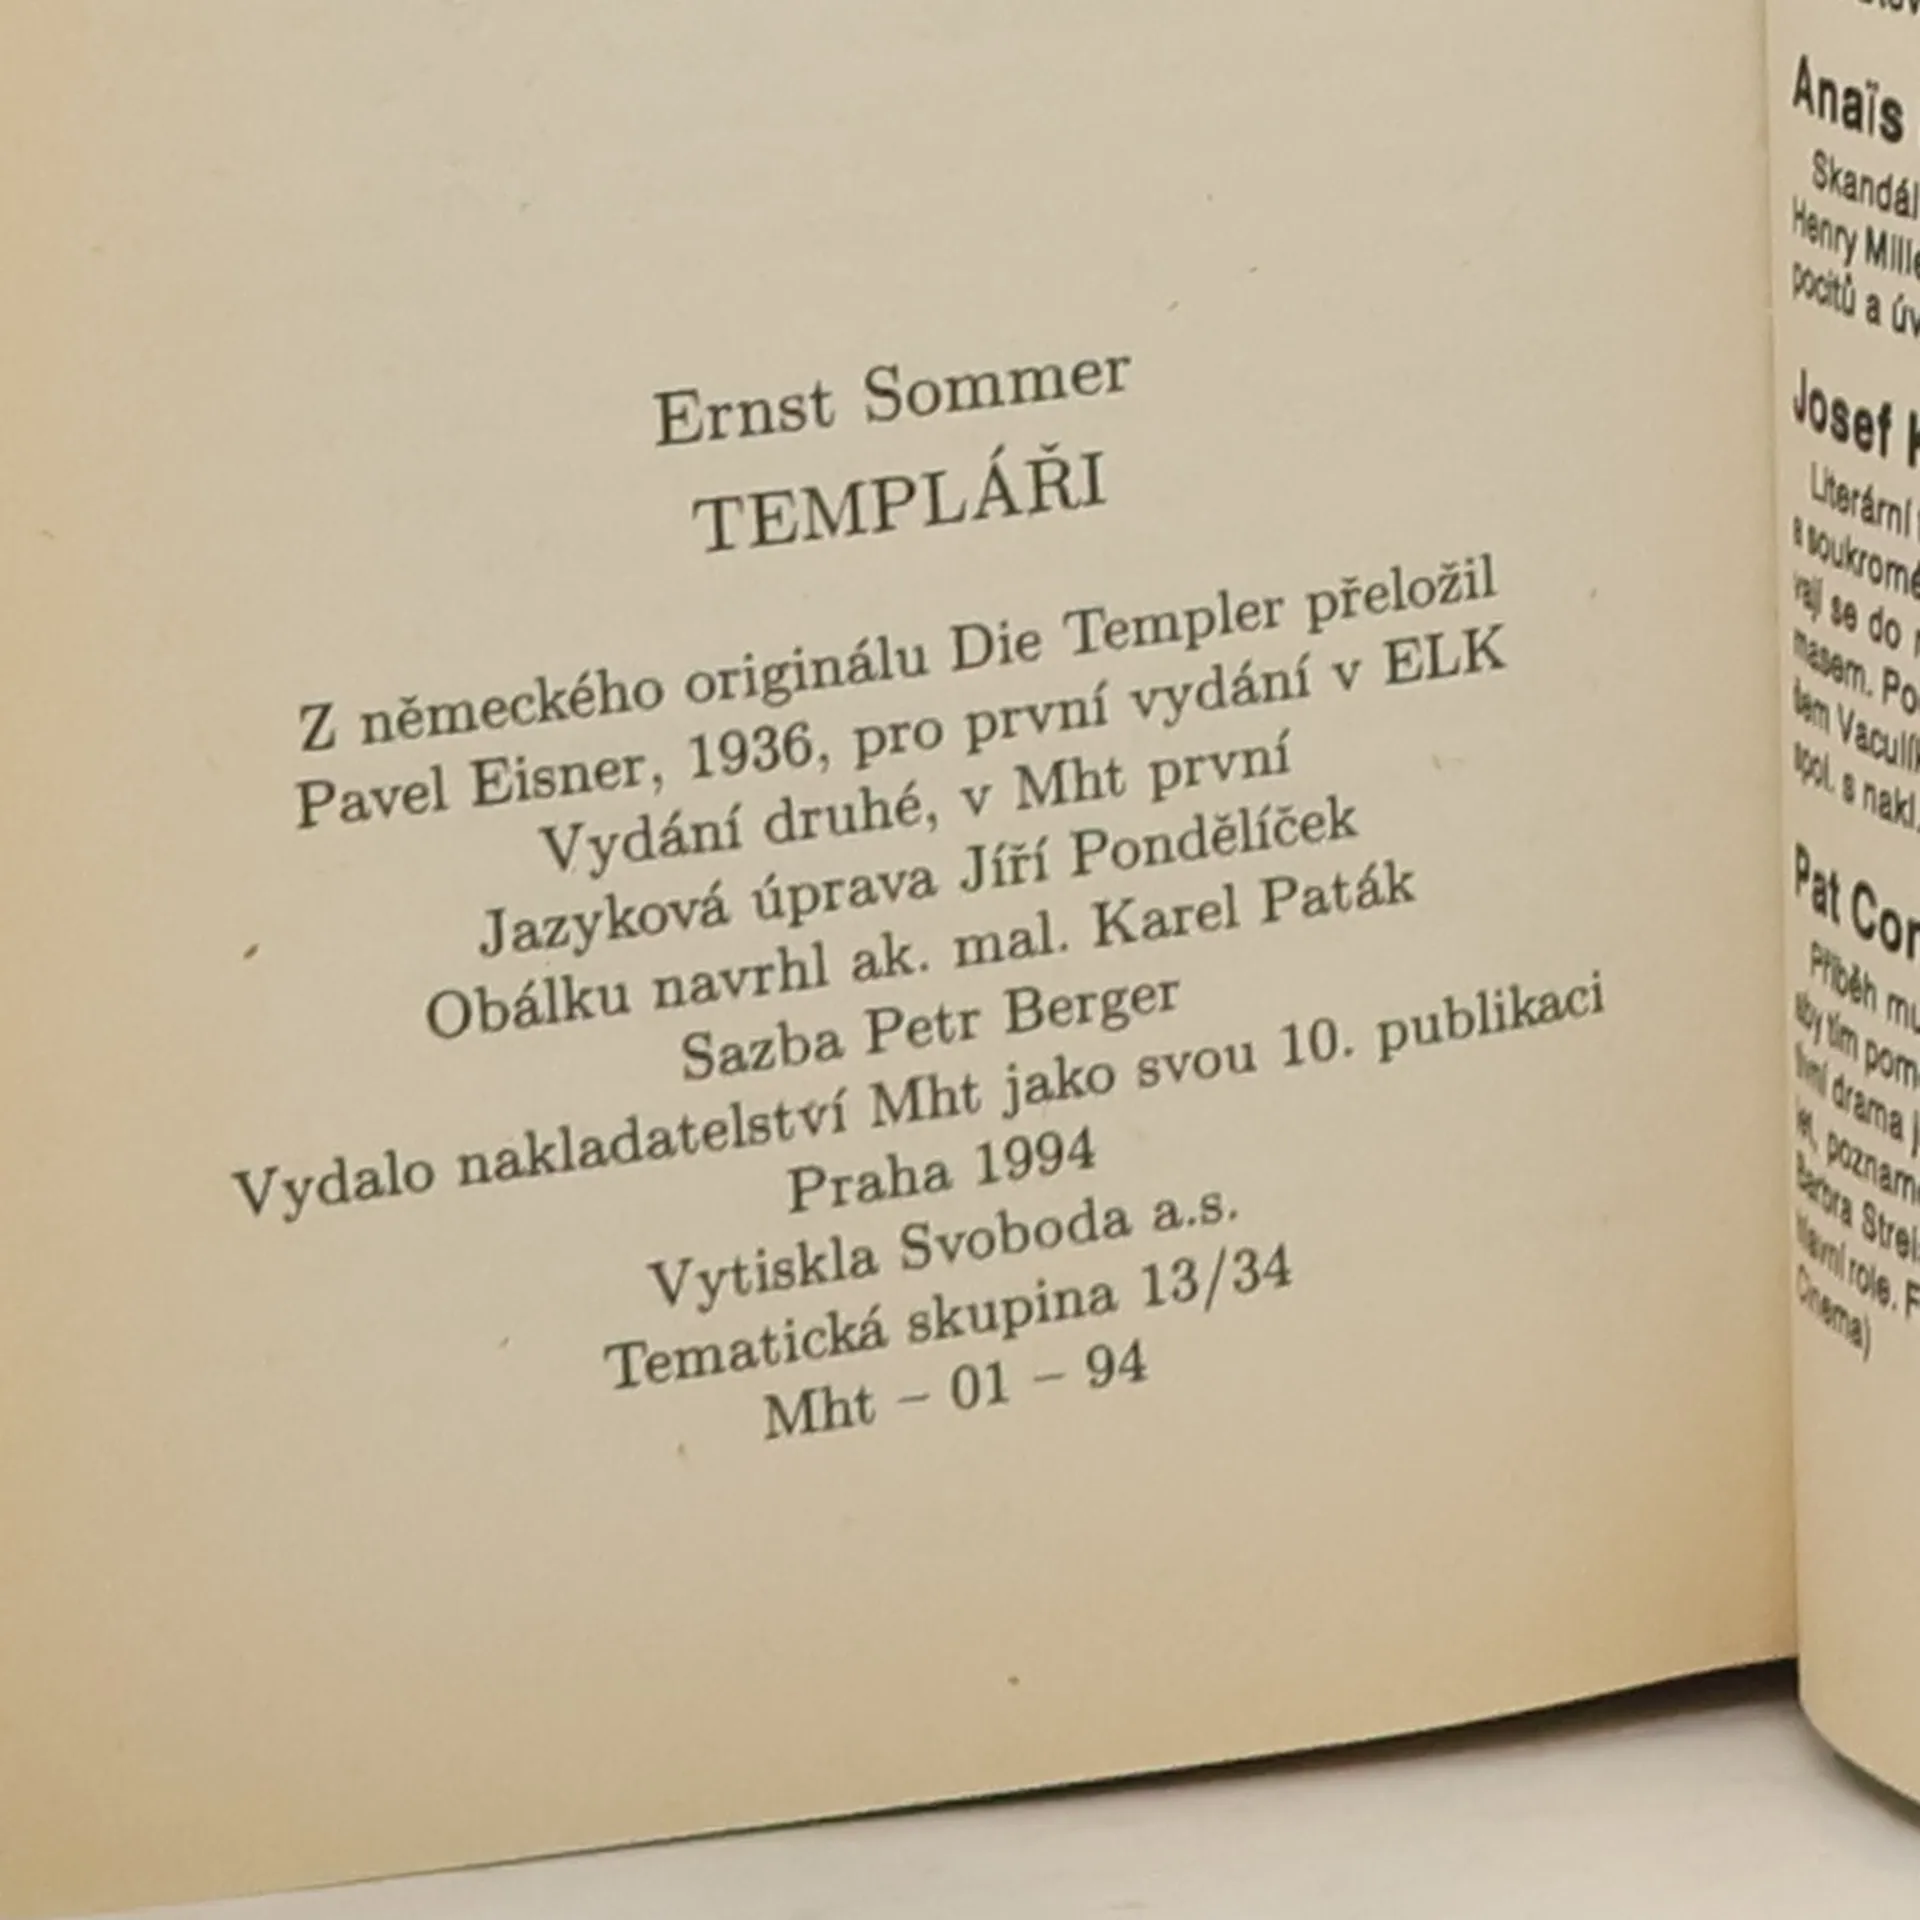 Ernst Sommer
TEMPLÁŘI
Z německého originálu Die Templer přeložil
Pavel Eisner, 1936, pro první vydání v ELK
Vydání druhé, v Mht první
Jazyková úprava Jíří Pondělíček
Obálku navrhl ak. mal. Karel Paták
Sazba Petr Berger
Vydalo nakladatelství Mht jako svou 10. publikaci
Praha 1994
Vytiskla Svoboda a.s.
Tematická skupina 13/34
Mht – 01 – 94
Anaïs
Skandál
Henry Mille
pocitů a úv
Josef
Literární
a soukromé
vají se do
masem. Po
šem Vaculík
spol. s nakl.
Pat Con
Příběh mu
aby tím pom
tivní drama j
let, poznam
Barbra Strei
hlavní role. F
Cinema)